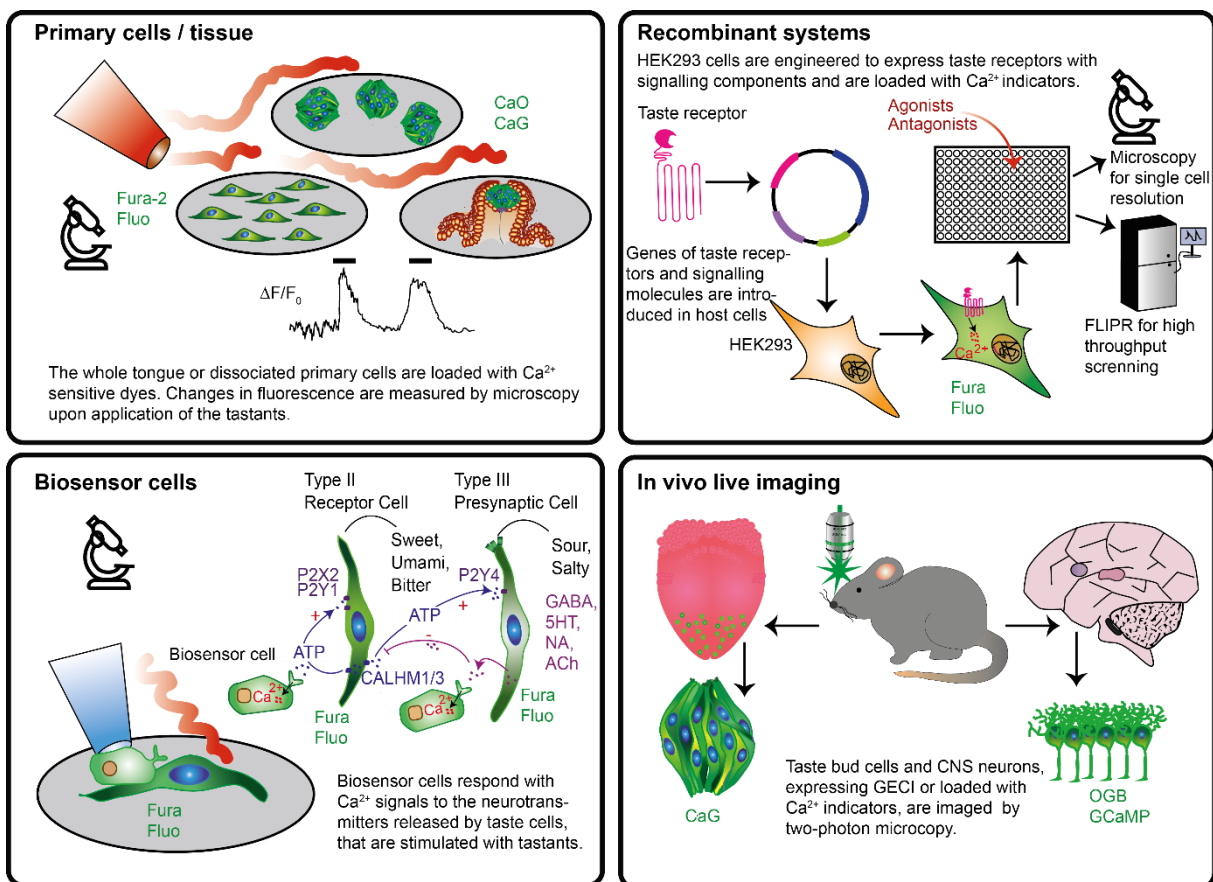 Primary cells / tissue
CaO
CaG
Fura-2
Fluo
ΔF/F₀
The whole tongue or dissociated primary cells are loaded with Ca²⁺
sensitive dyes. Changes in fluorescence are measured by microscopy
upon application of the tastants.
Recombinant systems
HEK293 cells are engineered to express taste receptors with
signalling components and are loaded with Ca²⁺ indicators.
Taste receptor
Agonists
Antagonists
Microscopy
for single cell
resolution
Genes of taste recep-
tors and signalling
molecules are intro-
duced in host cells
HEK293
Ca²⁺
Fura
Fluo
FLIPR for high
throughput
screnning
Biosensor cells
Type II
Receptor Cell
Type III
Presynaptic Cell
Sweet,
Umami,
Bitter
Sour,
Salty
P2X2
P2Y1
+
ATP
ATP
P2Y4
+
-
GABA,
5HT,
NA,
ACh
Biosensor cell
Ca²⁺
CALHM1/3
Ca²⁺
Fura
Fluo
Fura
Fluo
Fura
Fluo
Biosensor cells respond with
Ca²⁺ signals to the neurotrans-
mitters released by taste cells,
that are stimulated with tastants.
In vivo live imaging
CaG
Taste bud cells and CNS neurons,
expressing GECI or loaded with
Ca²⁺ indicators, are imaged by
two-photon microcopy.
OGB
GCaMP